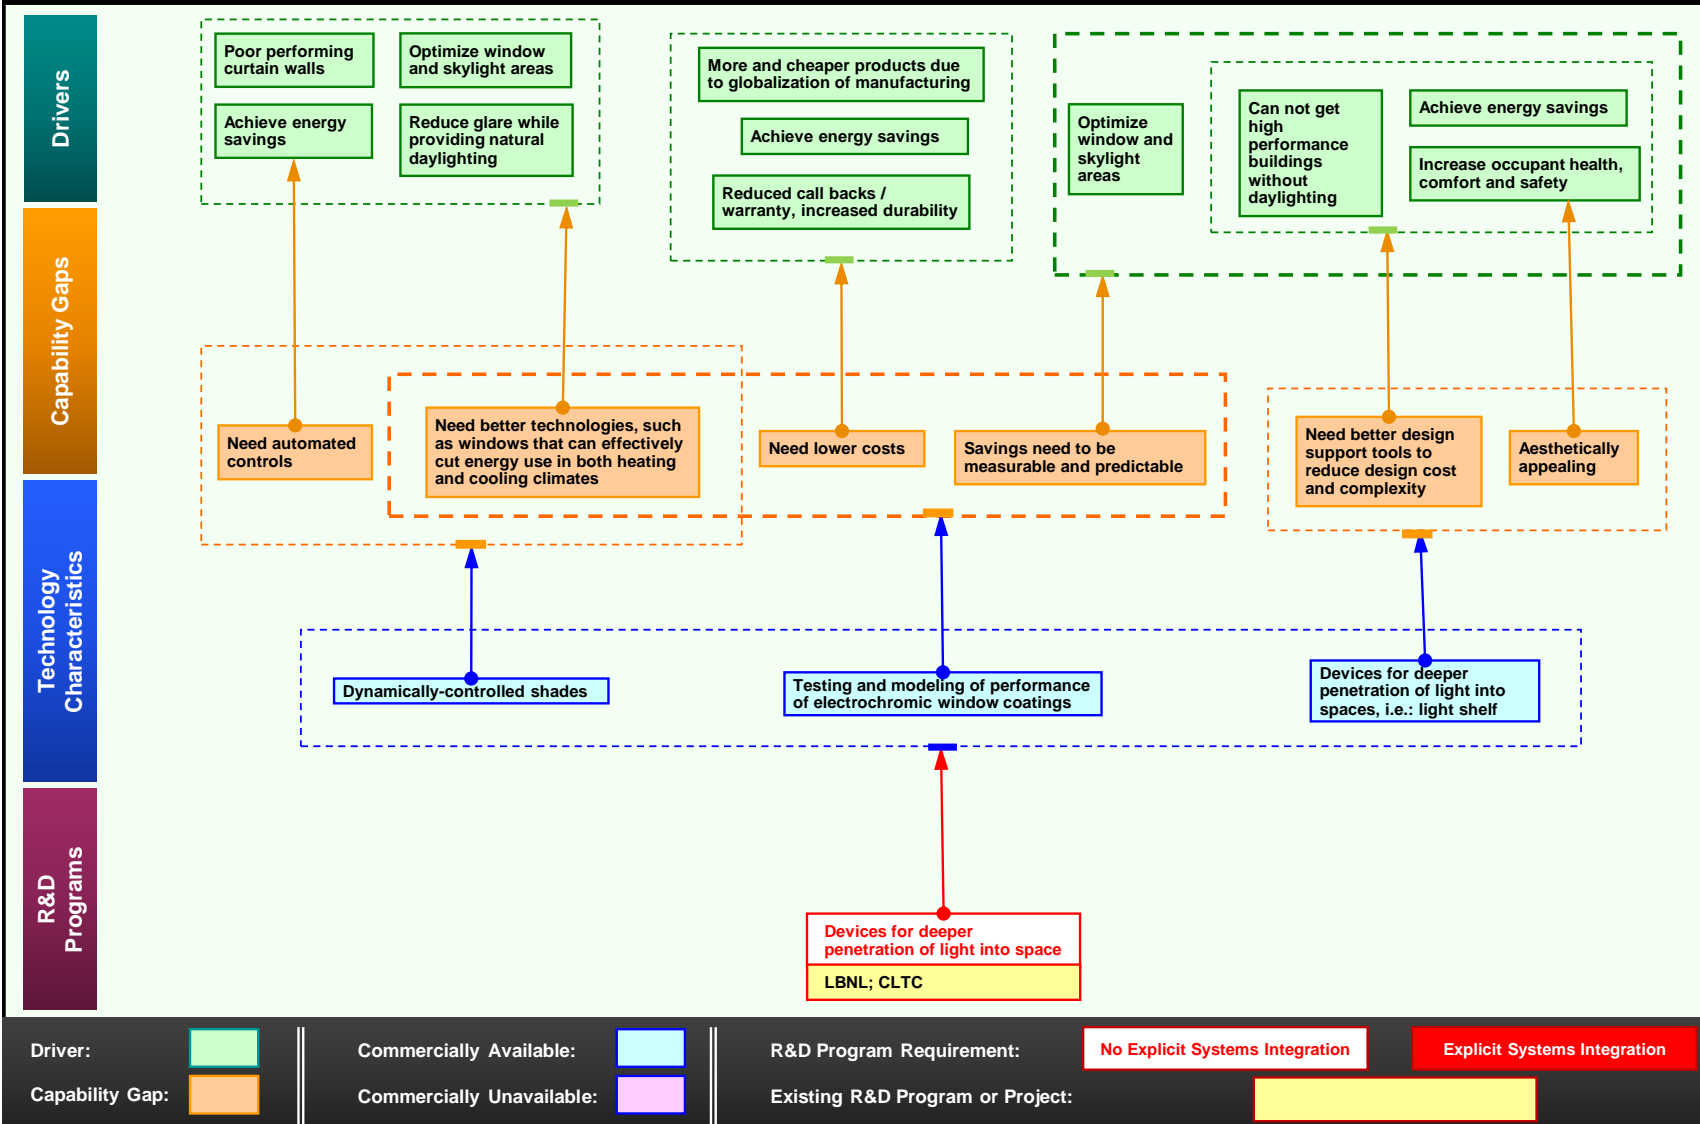 Drivers
Poor performing
curtain walls
Optimize window
and skylight areas
Achieve energy
savings
Reduce glare while
providing natural
daylighting
More and cheaper products due
to globalization of manufacturing
Achieve energy savings
Reduced call backs /
warranty, increased durability
Optimize
window and
skylight
areas
Can not get
high
performance
buildings
without
daylighting
Achieve energy savings
Increase occupant health,
comfort and safety
Capability Gaps
Need automated
controls
Need better technologies, such
as windows that can effectively
cut energy use in both heating
and cooling climates
Need lower costs
Savings need to be
measurable and predictable
Need better design
support tools to
reduce design cost
and complexity
Aesthetically
appealing
Technology
Characteristics
Dynamically-controlled shades
Testing and modeling of performance
of electrochromic window coatings
Devices for deeper
penetration of light into
spaces, i.e.: light shelf
R&D
Programs
Devices for deeper
penetration of light into space
LBNL; CLTC
Driver:
Capability Gap:
Commercially Available:
Commercially Unavailable:
R&D Program Requirement:
No Explicit Systems Integration
Explicit Systems Integration
Existing R&D Program or Project: